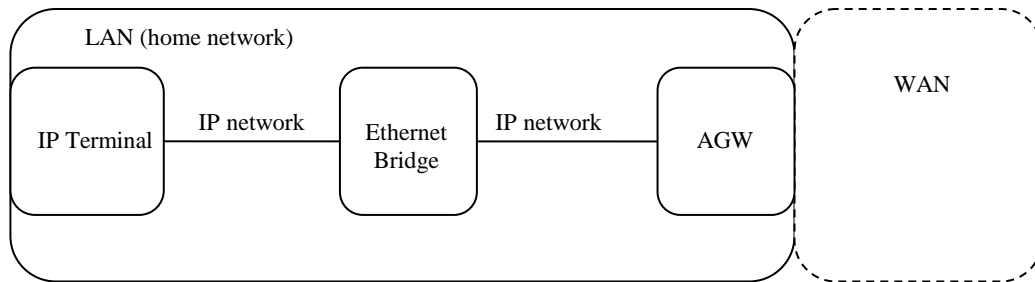 LAN (home network)
WAN
IP Terminal
IP network
Ethernet
Bridge
IP network
AGW